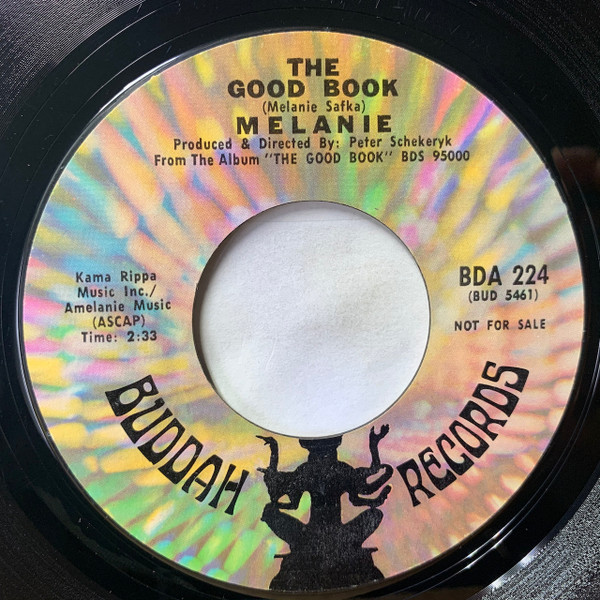 THE
GOOD BOOK
(Melanie Safka)
MELANIE
Produced & Directed By: Peter Schekeryk
From The Album "THE GOOD BOOK" BDS 95000
Kama Rippa
Music Inc./
Amelanie Music
(ASCAP)
Time: 2:33
BDA 224
(BUD 5461)
NOT FOR SALE
BUDDAH RECORDS